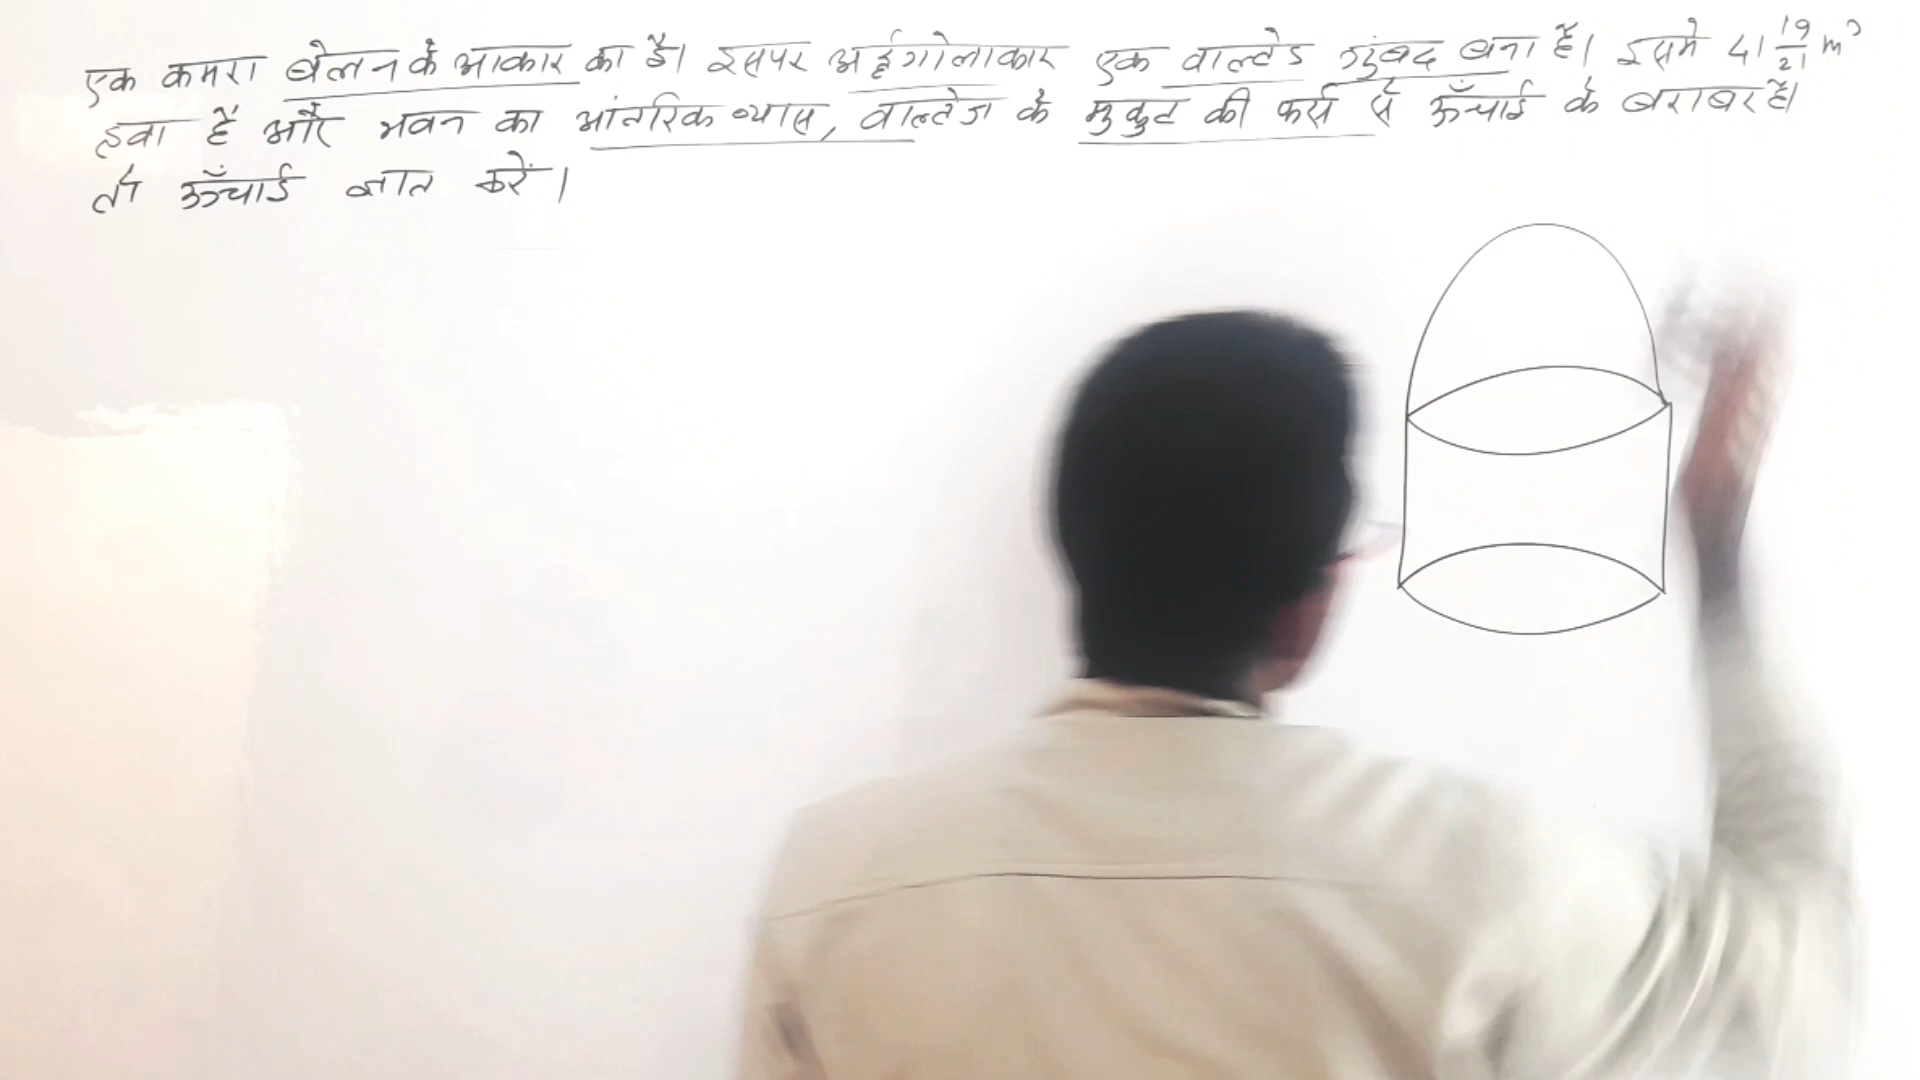 एक कमरा बेलन के आकार का है। इसपर अर्द्धगोलाकार एक वाल्टेड गुंबद बना है। इसमें 41 19/21 m³
हवा है और भवन का आंतरिक व्यास, वाल्टेज के मुकुट की फर्स से ऊँचाई के बराबर है।
तो ऊँचाई ज्ञात करें।